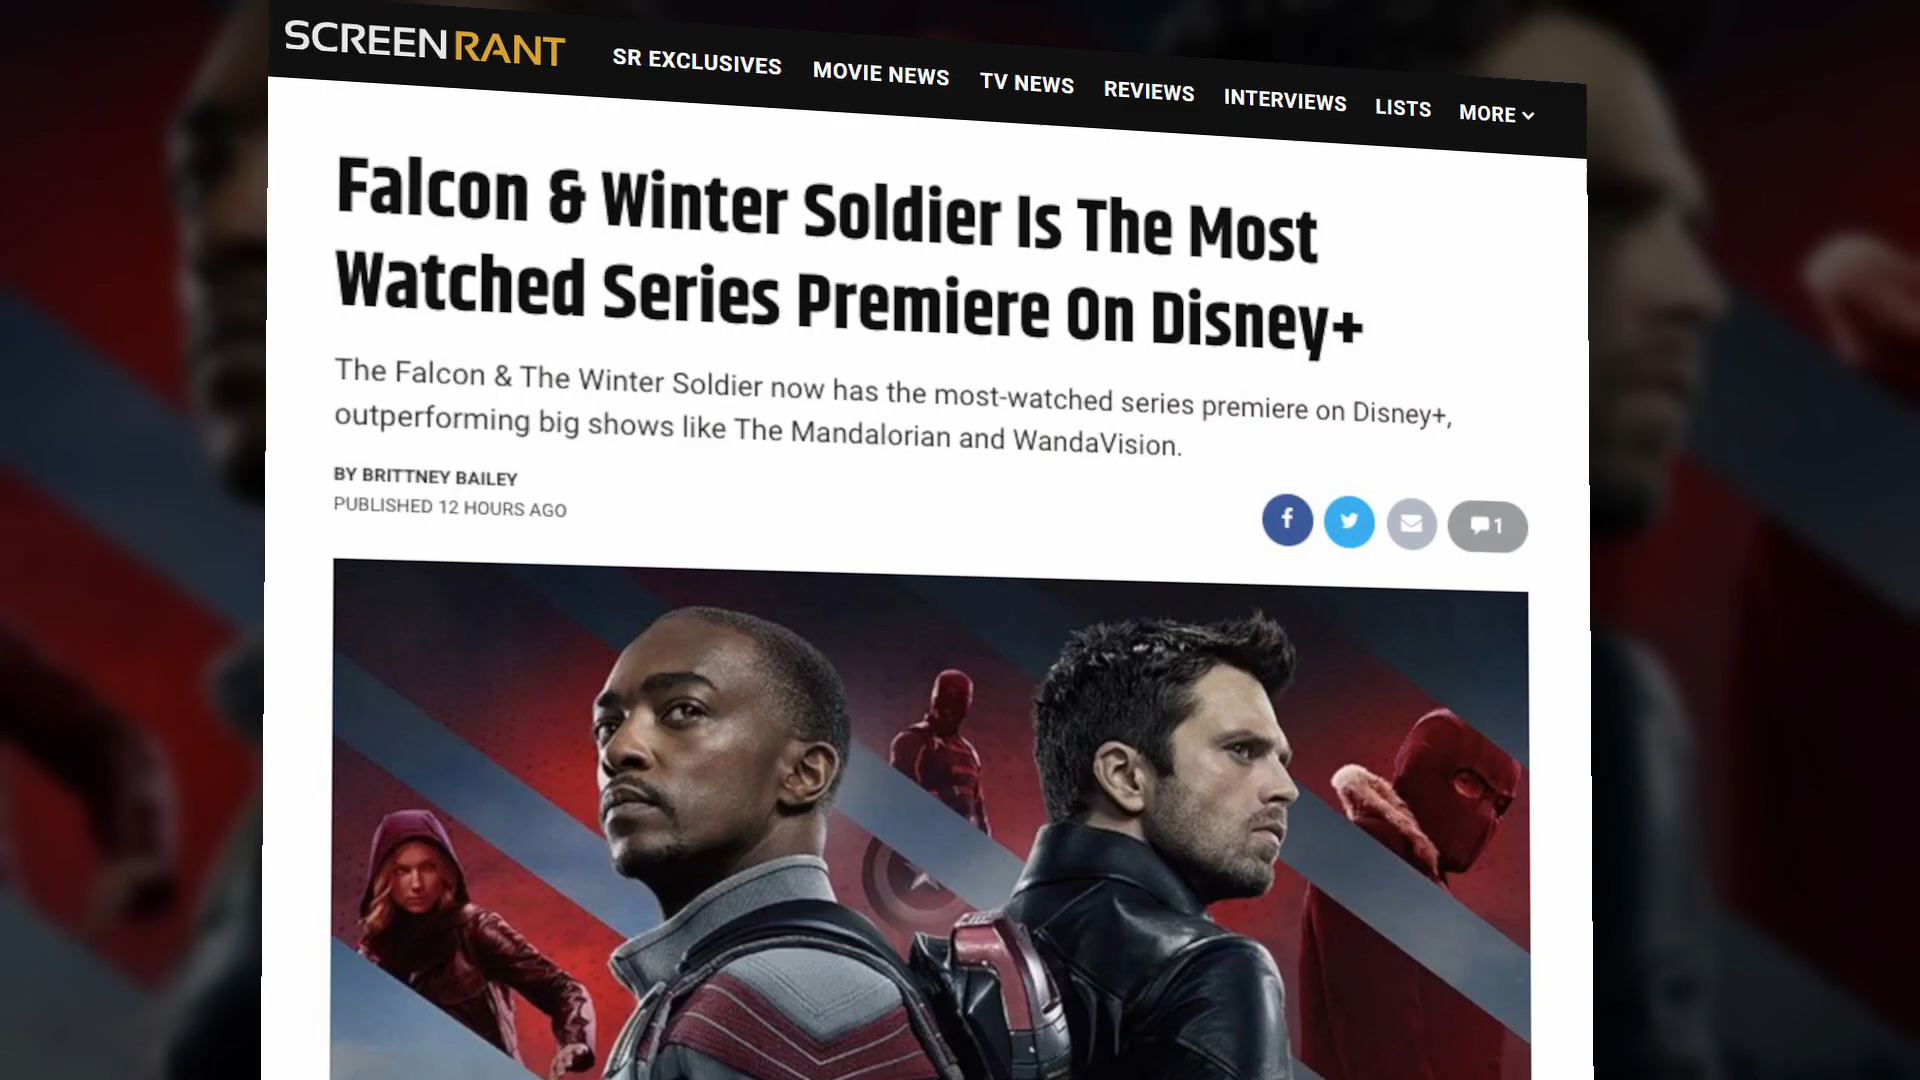 SCREENRANT
SR EXCLUSIVES MOVIE NEWS TV NEWS REVIEWS INTERVIEWS LISTS MORE
Falcon & Winter Soldier Is The Most
Watched Series Premiere On Disney+
The Falcon & The Winter Soldier now has the most-watched series premiere on Disney+,
outperforming big shows like The Mandalorian and WandaVision.
BY BRITTNEY BAILEY
PUBLISHED 12 HOURS AGO
1